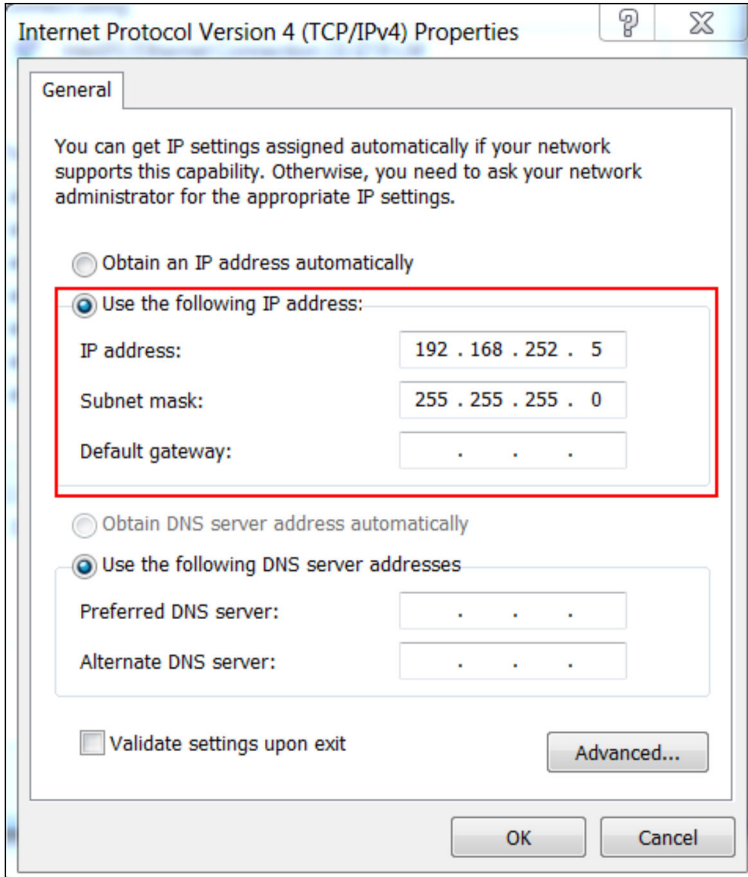 Internet Protocol Version 4 (TCP/IPv4) Properties
General
You can get IP settings assigned automatically if your network
supports this capability. Otherwise, you need to ask your network
administrator for the appropriate IP settings.
Obtain an IP address automatically
Use the following IP address:
IP address: 192 . 168 . 252 . 5
Subnet mask: 255 . 255 . 255 . 0
Default gateway: . . .
Obtain DNS server address automatically
Use the following DNS server addresses
Preferred DNS server: . . .
Alternate DNS server: . . .
Validate settings upon exit
Advanced...
OK Cancel